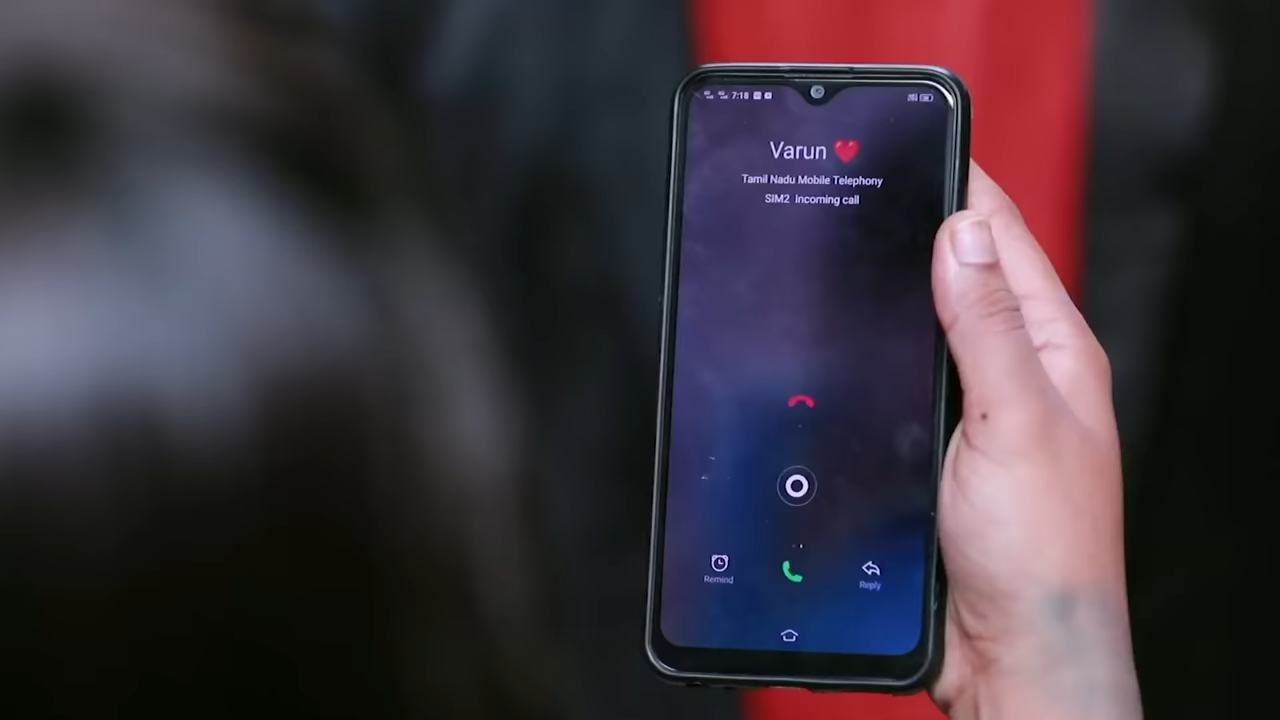 7:18
Varun ❤️
Tamil Nadu Mobile Telephony
SIM2 Incoming call
Remind
Reply